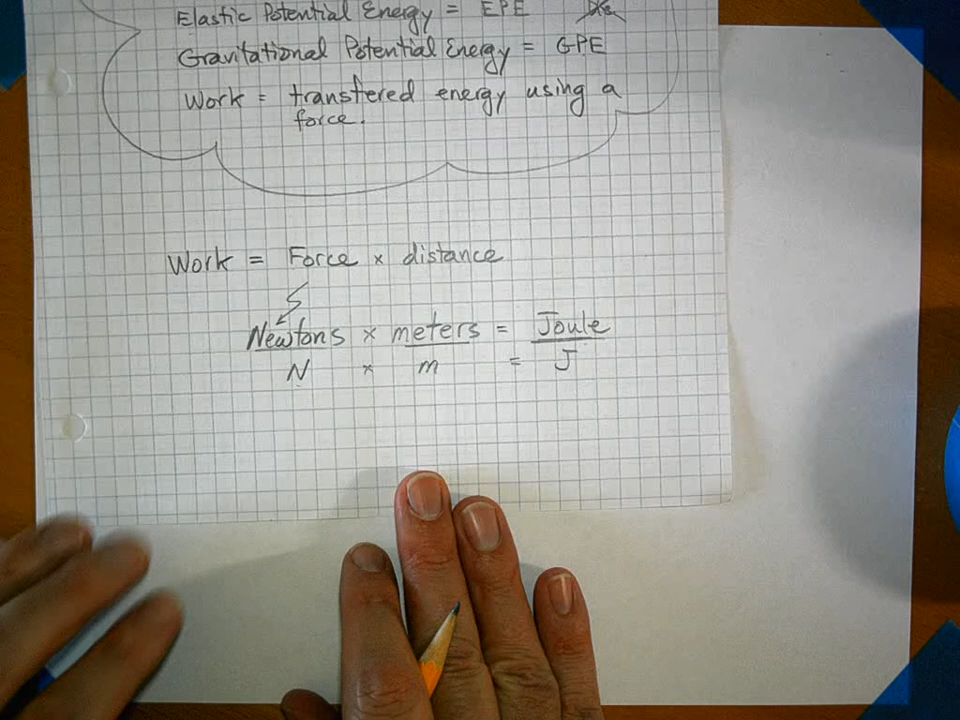 Elastic Potential Energy = EPE
Gravitational Potential Energy = GPE
Work = transfered energy using a
force.
Work = Force × distance
Newtons × meters = Joule
N × m = J